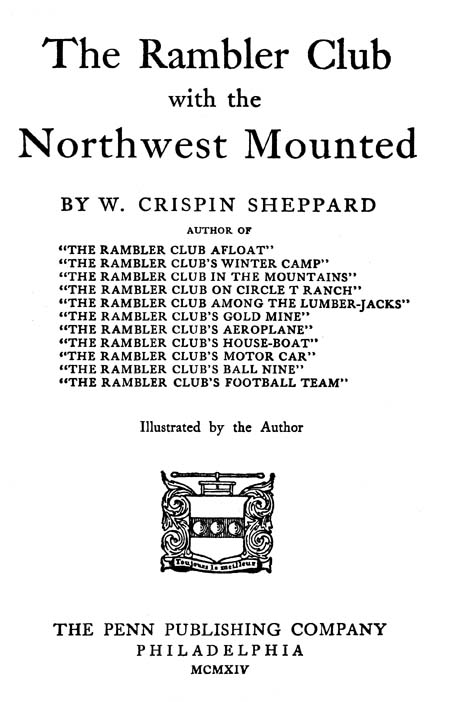 The Rambler Club
with the
Northwest Mounted
BY W. CRISPIN SHEPPARD
AUTHOR OF
"THE RAMBLER CLUB AFLOAT"
"THE RAMBLER CLUB'S WINTER CAMP"
"THE RAMBLER CLUB IN THE MOUNTAINS"
"THE RAMBLER CLUB ON CIRCLE T RANCH"
"THE RAMBLER CLUB AMONG THE LUMBER-JACKS"
"THE RAMBLER CLUB'S GOLD MINE"
"THE RAMBLER CLUB'S AEROPLANE"
"THE RAMBLER CLUB'S HOUSE-BOAT"
"THE RAMBLER CLUB'S MOTOR CAR"
"THE RAMBLER CLUB'S BALL NINE"
"THE RAMBLER CLUB'S FOOTBALL TEAM"
Illustrated by the Author
Toujours le meilleur
THE PENN PUBLISHING COMPANY
PHILADELPHIA
MCMXIV